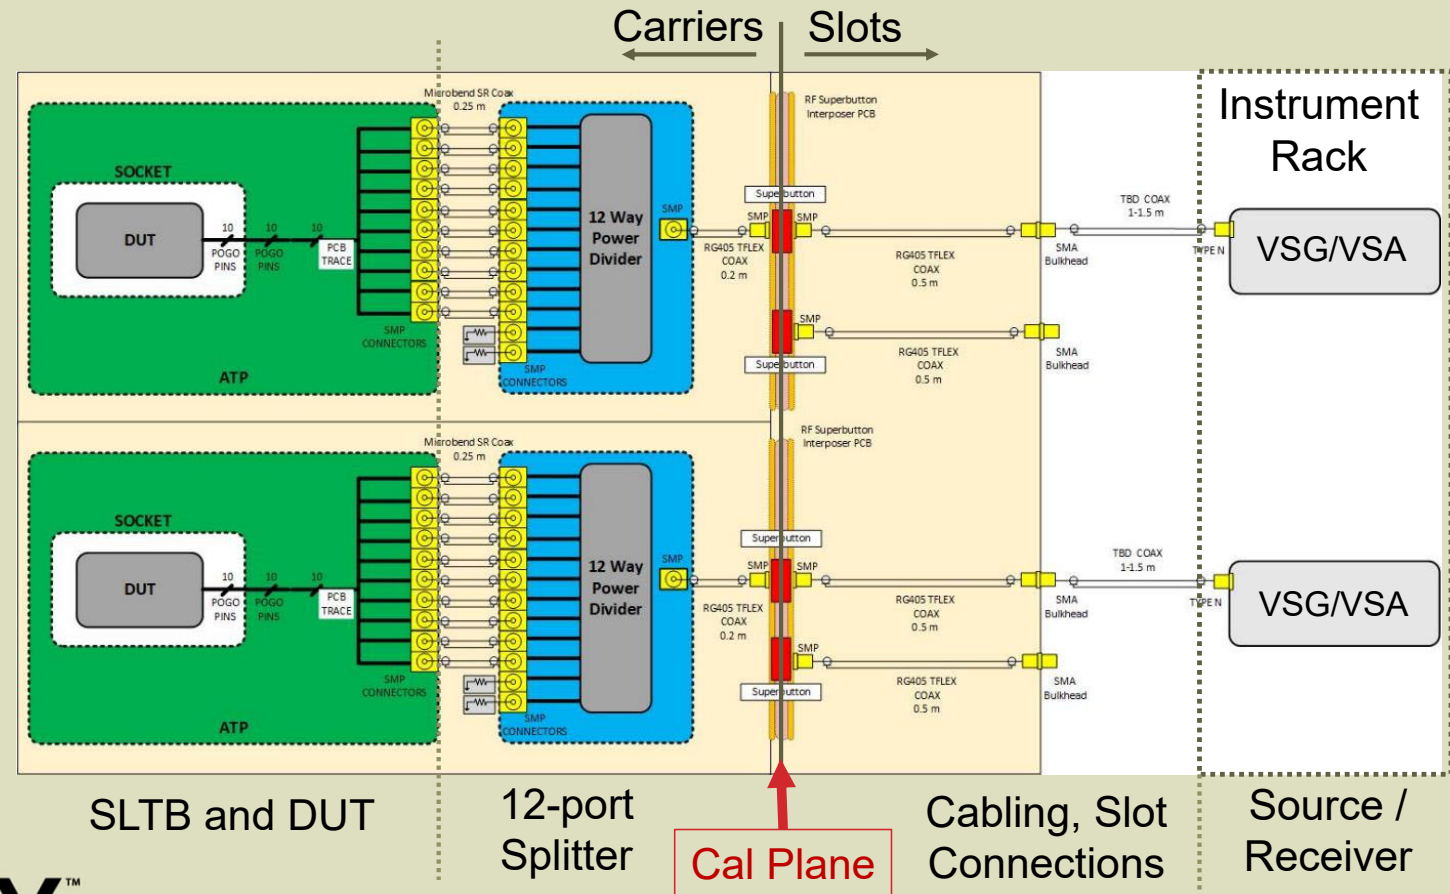 Carriers
Slots
Microbend SR Coax
0.25 m
RF Superbutton
Interposer PCB
Instrument
Rack
SOCKET
DUT
10
POGO
PINS
10
POGO
PINS
10
PCB
TRACE
SMP
CONNECTORS
ATP
12 Way
Power
Divider
SMP
CONNECTORS
SMP
RG405 TFLEX
COAX
0.2 m
Superbutton
SMP
SMP
RG405 TFLEX
COAX
0.5 m
SMA
Bulkhead
TBD COAX
1-1.5 m
TYPE N
VSG/VSA
SMP
Superbutton
RG405 TFLEX
COAX
0.5 m
SMA
Bulkhead
Microbend SR Coax
0.25 m
RF Superbutton
Interposer PCB
SOCKET
DUT
10
POGO
PINS
10
POGO
PINS
10
PCB
TRACE
SMP
CONNECTORS
ATP
12 Way
Power
Divider
SMP
CONNECTORS
SMP
RG405 TFLEX
COAX
0.2 m
Superbutton
SMP
SMP
RG405 TFLEX
COAX
0.5 m
SMA
Bulkhead
TBD COAX
1-1.5 m
TYPE N
VSG/VSA
SMP
Superbutton
RG405 TFLEX
COAX
0.5 m
SMA
Bulkhead
SLTB and DUT
12-port
Splitter
Cal Plane
Cabling, Slot
Connections
Source /
Receiver